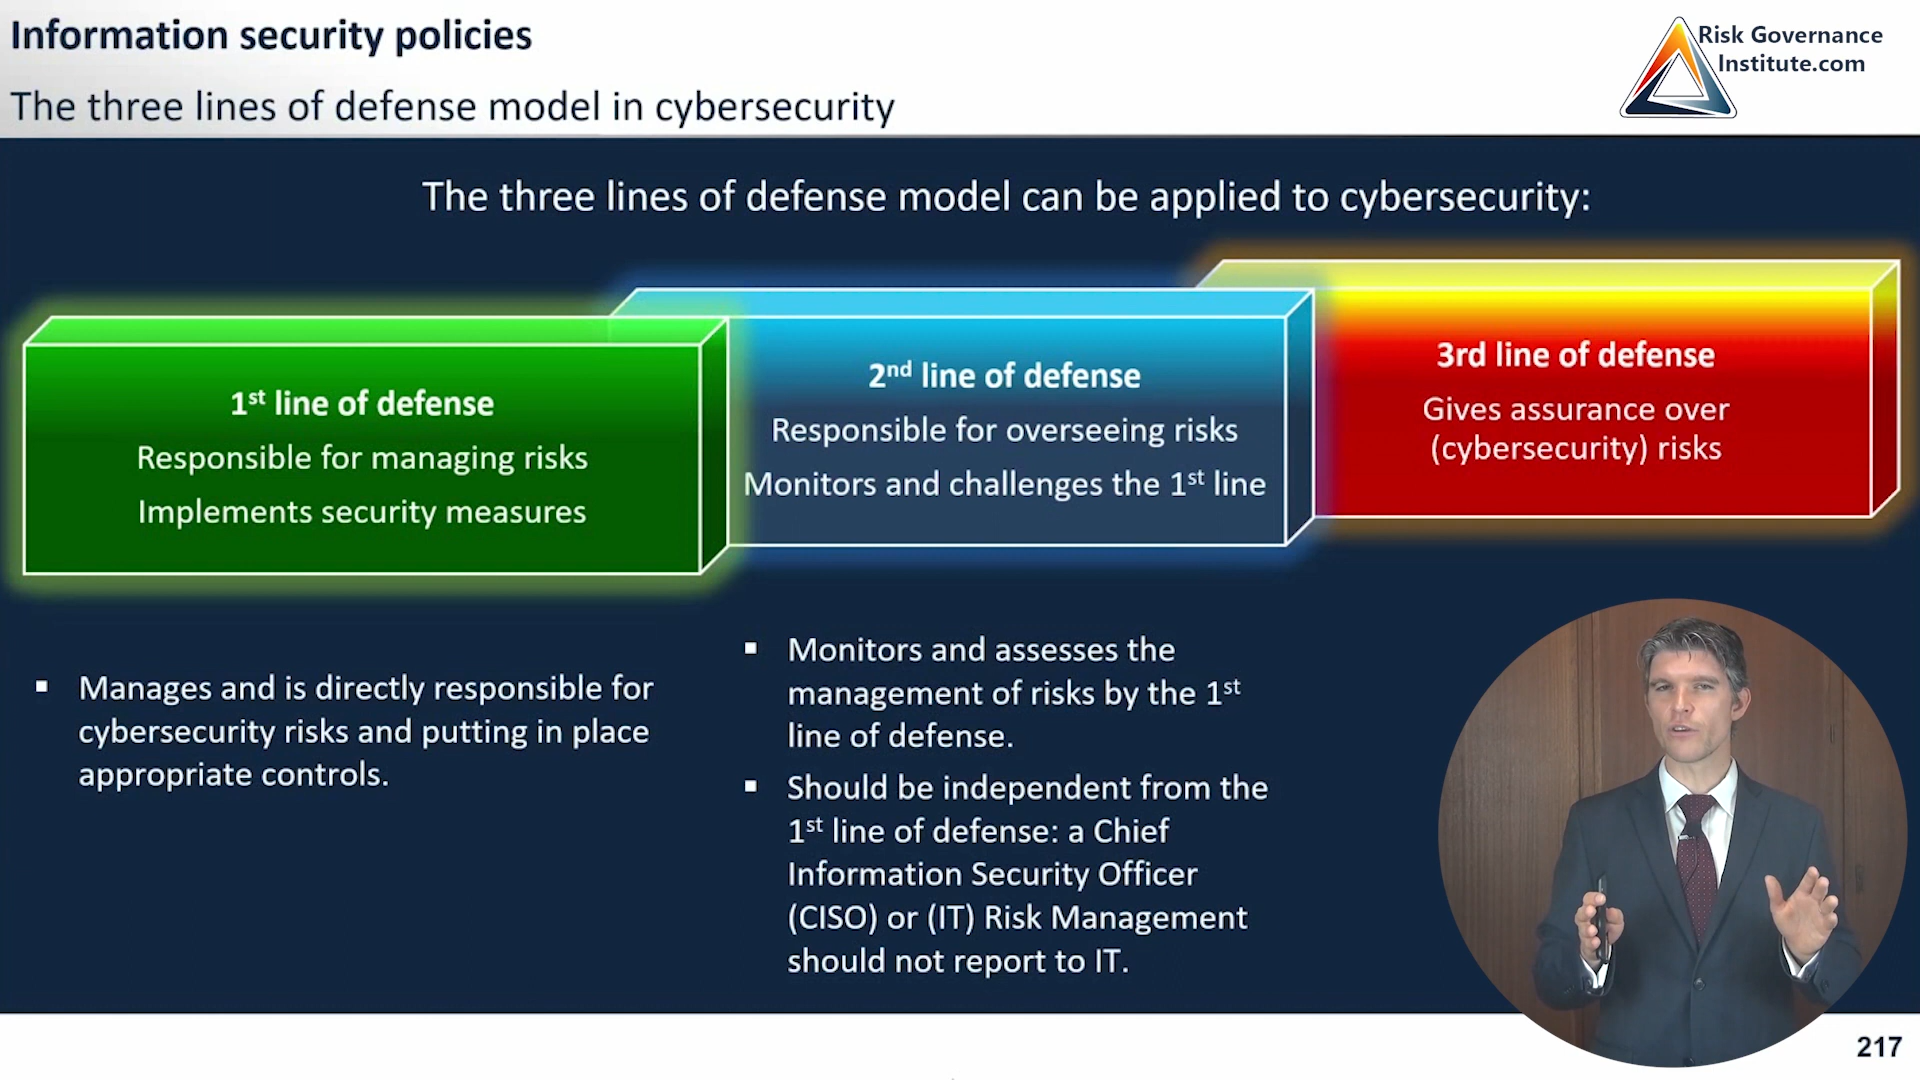 Information security policies
The three lines of defense model in cybersecurity
Risk Governance
Institute.com
The three lines of defense model can be applied to cybersecurity:
1st line of defense
Responsible for managing risks
Implements security measures
2nd line of defense
Responsible for overseeing risks
Monitors and challenges the 1st line
3rd line of defense
Gives assurance over
(cybersecurity) risks
▪ Manages and is directly responsible for
cybersecurity risks and putting in place
appropriate controls.
▪ Monitors and assesses the
management of risks by the 1st
line of defense.
▪ Should be independent from the
1st line of defense: a Chief
Information Security Officer
(CISO) or (IT) Risk Management
should not report to IT.
217